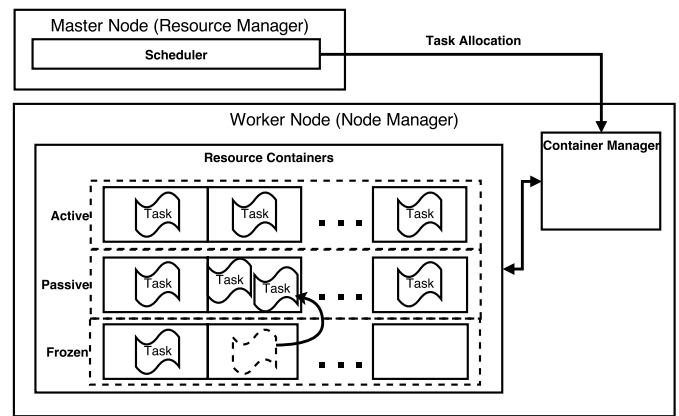 Master Node (Resource Manager)
Scheduler
Task Allocation
Worker Node (Node Manager)
Container Manager
Resource Containers
Active
Task
Task
Task
Passive
Task
Task
Task
Task
Frozen
Task